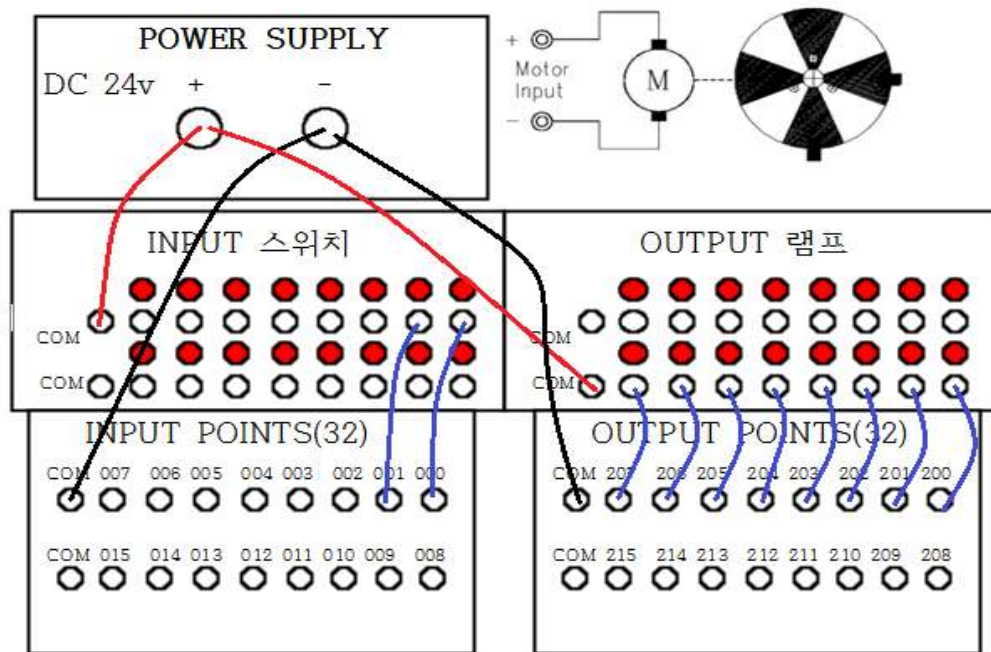 POWER SUPPLY
DC 24v + -
+
Motor
Input
-
M
INPUT 스위치
COM
COM
OUTPUT 램프
COM
COM
INPUT POINTS(32)
COM 007 006 005 004 003 002 001 000
COM 015 014 013 012 011 010 009 008
OUTPUT POINTS(32)
COM 207 206 205 204 203 202 201 200
COM 215 214 213 212 211 210 209 208